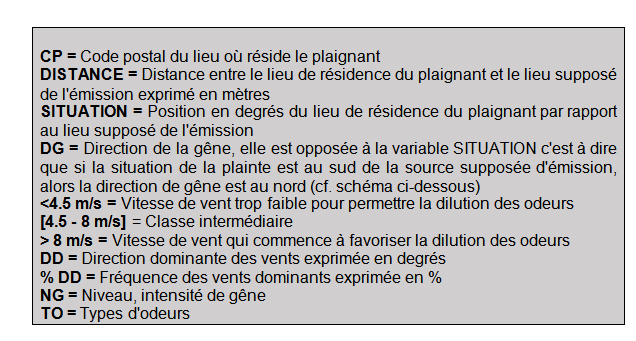 CP = Code postal du lieu où réside le plaignant
DISTANCE = Distance entre le lieu de résidence du plaignant et le lieu supposé
de l'émission exprimé en mètres
SITUATION = Position en degrés du lieu de résidence du plaignant par rapport
au lieu supposé de l'émission
DG = Direction de la gêne, elle est opposée à la variable SITUATION c'est à dire
que si la situation de la plainte est au sud de la source supposée d'émission,
alors la direction de gêne est au nord (cf. schéma ci-dessous)
<4.5 m/s = Vitesse de vent trop faible pour permettre la dilution des odeurs
[4.5 - 8 m/s] = Classe intermédiaire
> 8 m/s = Vitesse de vent qui commence à favoriser la dilution des odeurs
DD = Direction dominante des vents exprimée en degrés
% DD = Fréquence des vents dominants exprimée en %
NG = Niveau, intensité de gêne
TO = Types d'odeurs